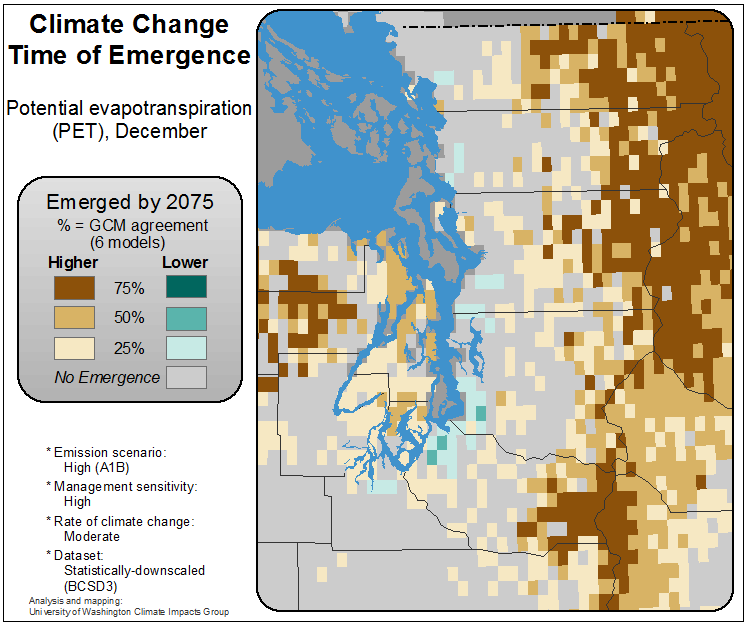 Climate Change
Time of Emergence
Potential evapotranspiration
(PET), December
Emerged by 2075
% = GCM agreement
(6 models)
Higher Lower
75%
50%
25%
No Emergence
* Emission scenario:
High (A1B)
* Management sensitivity:
High
* Rate of climate change:
Moderate
* Dataset:
Statistically-downscaled
(BCSD3)
Analysis and mapping:
University of Washington Climate Impacts Group